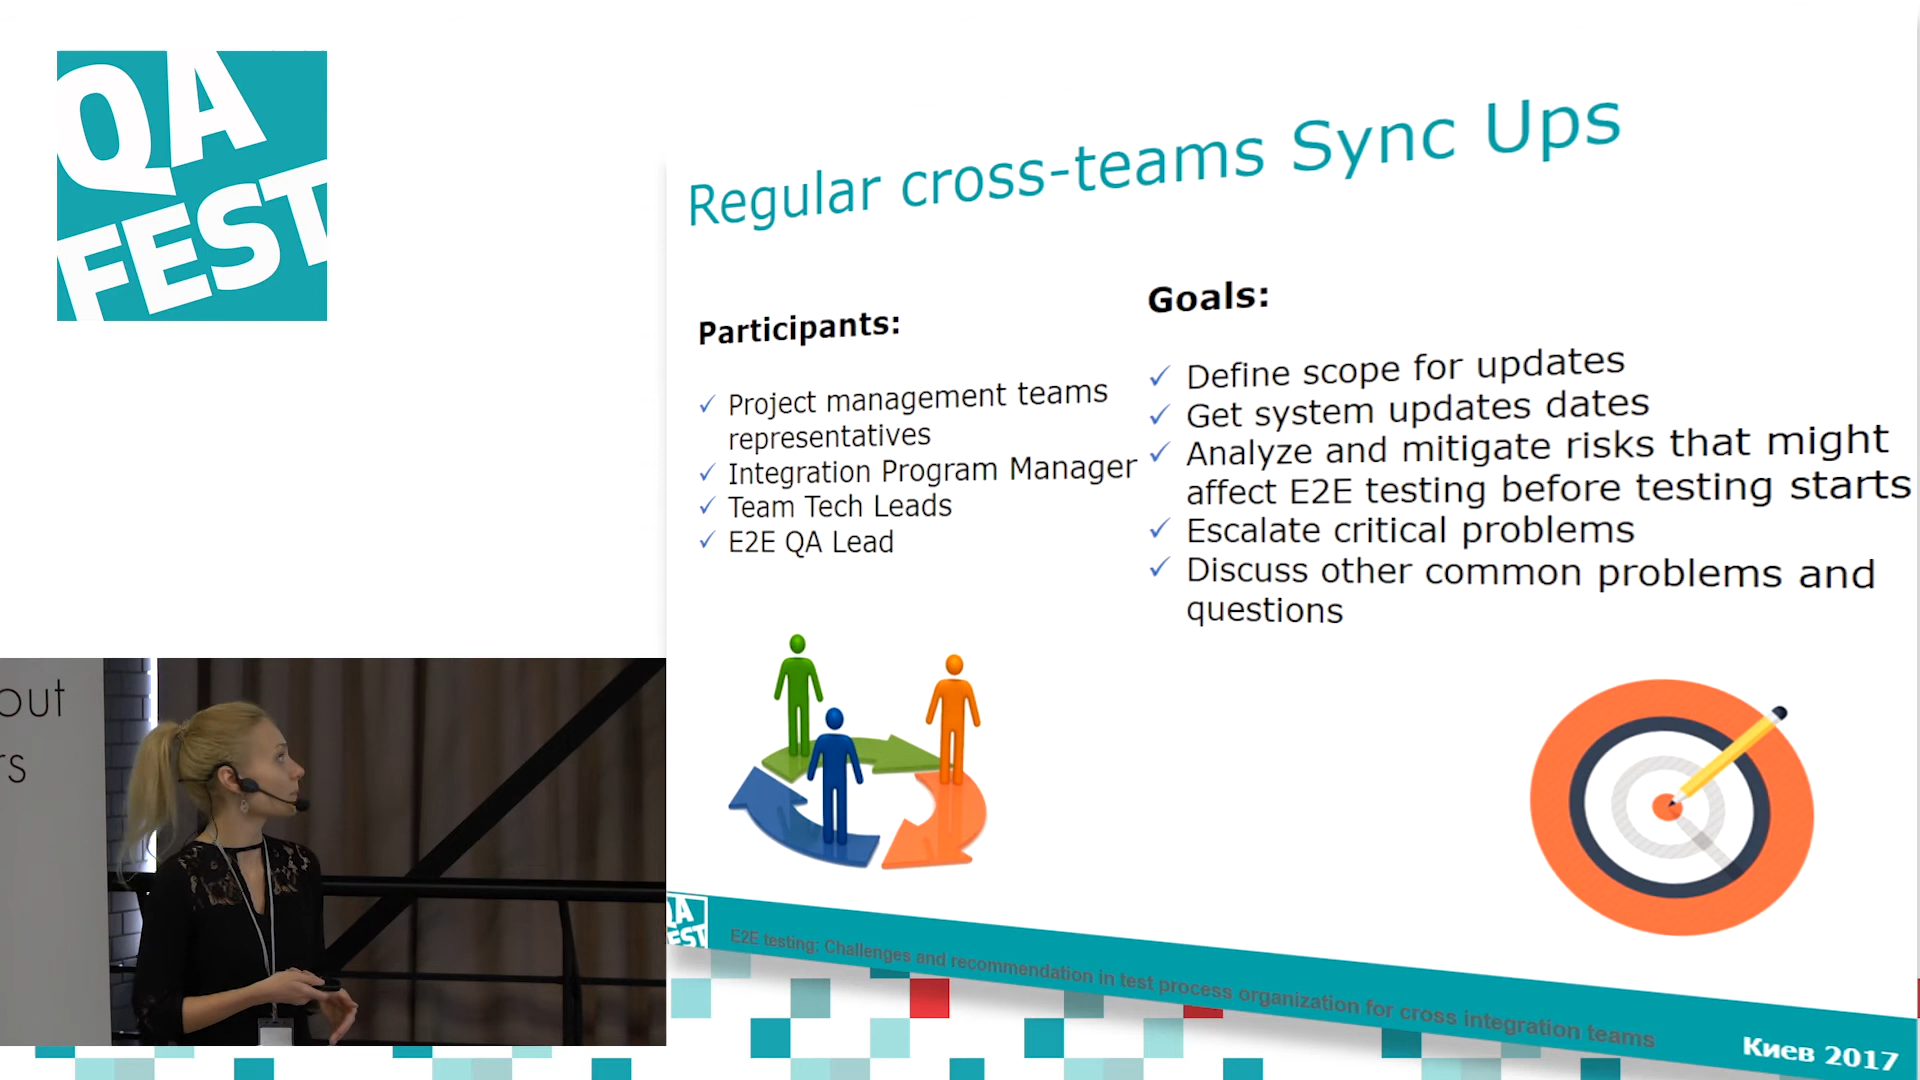 QA
FEST
Regular cross-teams Sync Ups
Participants:
Project management teams
representatives
Integration Program Manager
Team Tech Leads
E2E QA Lead
Goals:
Define scope for updates
Get system updates dates
Analyze and mitigate risks that might
affect E2E testing before testing starts
Escalate critical problems
Discuss other common problems and
questions
out
rs
QA
FEST
E2E testing: Challenges and recommendation in test process organization for cross integration teams
Киев 2017